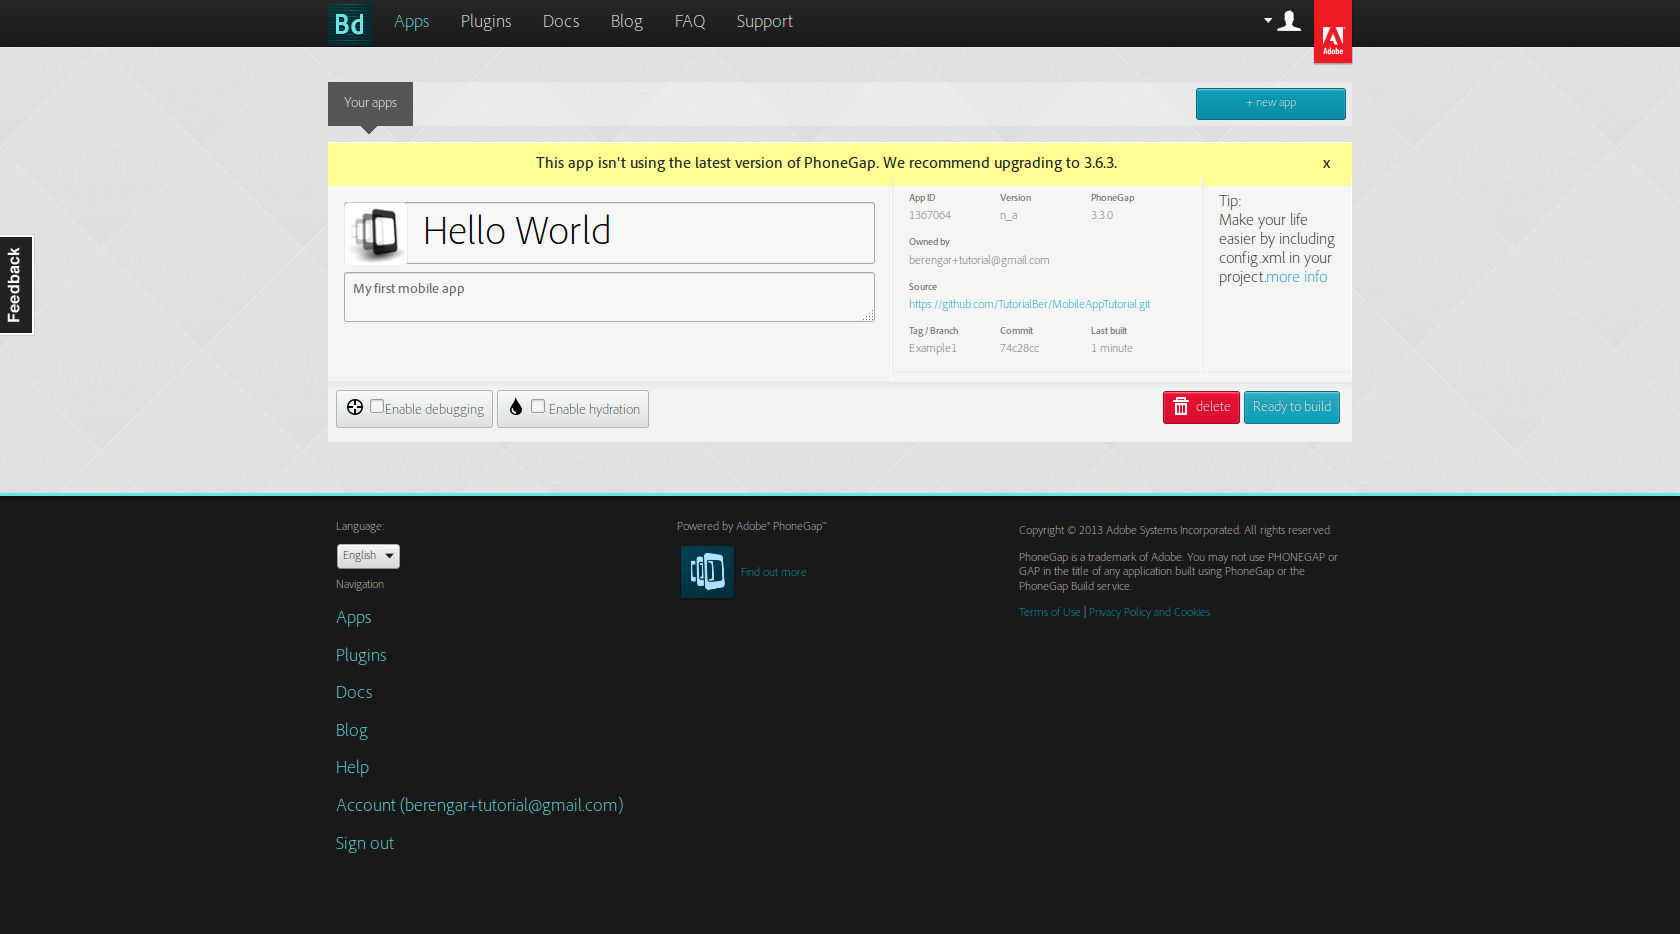 Bd Apps Plugins Docs Blog FAQ Support
Adobe
Your apps
+ new app
This app isn't using the latest version of PhoneGap. We recommend upgrading to 3.6.3. x
Hello World
My first mobile app
App ID Version PhoneGap
1367064 n_a 3.3.0
Owned by
berengar+tutorial@gmail.com
Source
https://github.com/TutorialBer/MobileAppTutorial.git
Tag / Branch Commit Last built
Example1 74c28cc 1 minute
Tip:
Make your life
easier by including
config.xml in your
project.more info
Feedback
Enable debugging Enable hydration
delete Ready to build
Language:
English
Navigation
Apps
Plugins
Docs
Blog
Help
Account (berengar+tutorial@gmail.com)
Sign out
Powered by Adobe® PhoneGap™
Find out more
Copyright © 2013 Adobe Systems Incorporated. All rights reserved.
PhoneGap is a trademark of Adobe. You may not use PHONEGAP or
GAP in the title of any application built using PhoneGap or the
PhoneGap Build service.
Terms of Use | Privacy Policy and Cookies